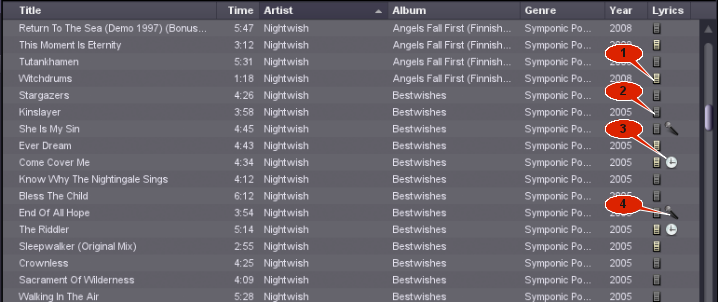 Title Time Artist Album Genre Year Lyrics
Return To The Sea (Demo 1997) (Bonus... 5:47 Nightwish Angels Fall First (Finnish... Symponic Po... 2008
This Moment Is Eternity 3:12 Nightwish Angels Fall First (Finnish... Symponic Po... 2008
Tutankhamen 5:31 Nightwish Angels Fall First (Finnish... Symponic Po...
1
Witchdrums 1:18 Nightwish Angels Fall First (Finnish... Symponic Po... 2008
Stargazers 4:26 Nightwish Bestwishes Symponic Po...
2
Kinslayer 3:58 Nightwish Bestwishes Symponic Po... 2005
She Is My Sin 4:45 Nightwish Bestwishes Symponic Po...
3
Ever Dream 4:43 Nightwish Bestwishes Symponic Po... 2005
Come Cover Me 4:34 Nightwish Bestwishes Symponic Po... 2005
Know Why The Nightingale Sings 4:12 Nightwish Bestwishes Symponic Po... 2005
Bless The Child 6:12 Nightwish Bestwishes Symponic Po...
4
End Of All Hope 3:54 Nightwish Bestwishes Symponic Po...
The Riddler 5:14 Nightwish Bestwishes Symponic Po... 2005
Sleepwalker (Original Mix) 2:55 Nightwish Bestwishes Symponic Po... 2005
Crownless 4:25 Nightwish Bestwishes Symponic Po... 2005
Sacrament Of Wilderness 4:09 Nightwish Bestwishes Symponic Po... 2005
Walking In The Air 5:28 Nightwish Bestwishes Symponic Po... 2005